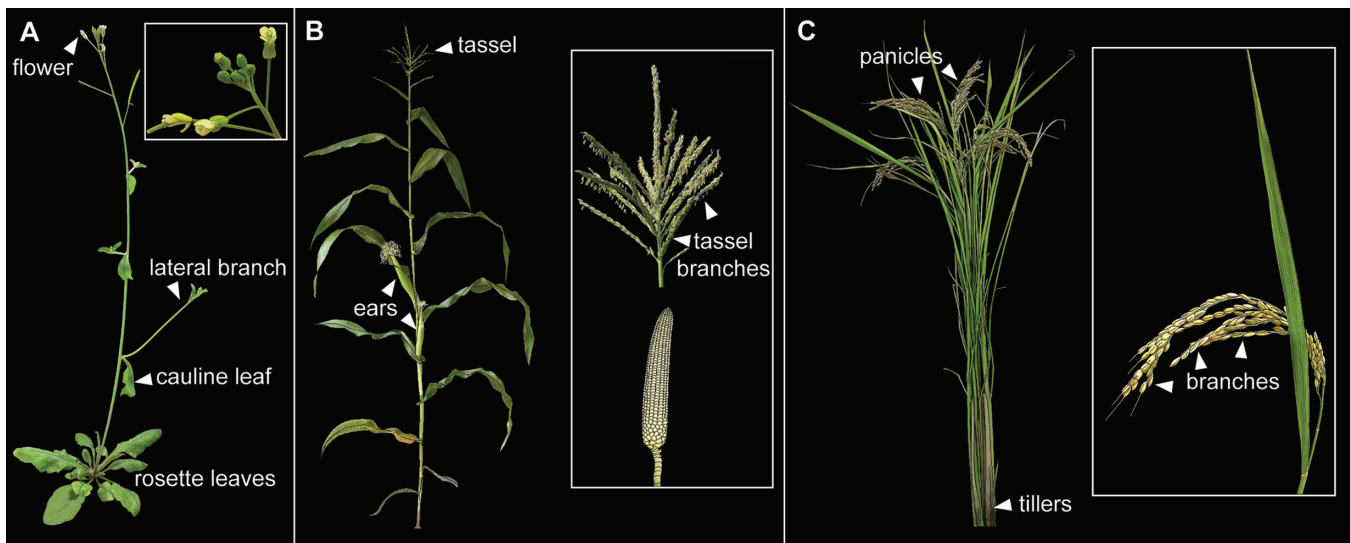 A
flower
lateral branch
cauline leaf
rosette leaves
B
tassel
ears
tassel
branches
C
panicles
tillers
branches